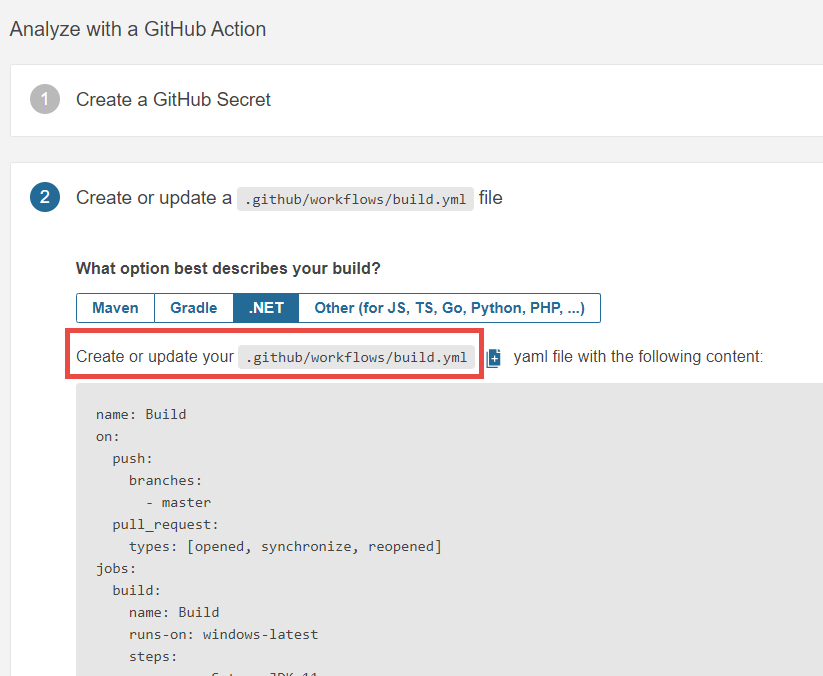 Analyze with a GitHub Action
1 Create a GitHub Secret
2 Create or update a .github/workflows/build.yml file
What option best describes your build?
Maven Gradle .NET Other (for JS, TS, Go, Python, PHP, ...)
Create or update your .github/workflows/build.yml yaml file with the following content:
name: Build
on:
  push:
    branches:
      - master
  pull_request:
    types: [opened, synchronize, reopened]
jobs:
  build:
    name: Build
    runs-on: windows-latest
    steps: